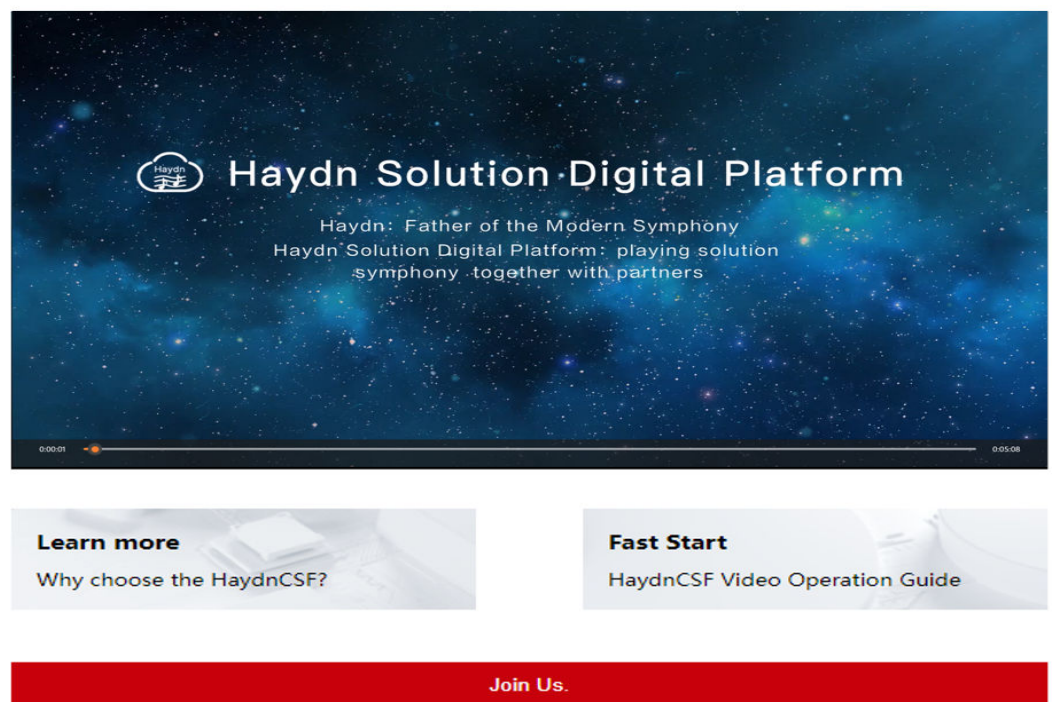 Haydn
Haydn Solution Digital Platform
Haydn: Father of the Modern Symphony
Haydn Solution Digital Platform: playing solution
symphony together with partners
0:00:01
0:05:08
Learn more
Why choose the HaydnCSF?
Fast Start
HaydnCSF Video Operation Guide
Join Us.